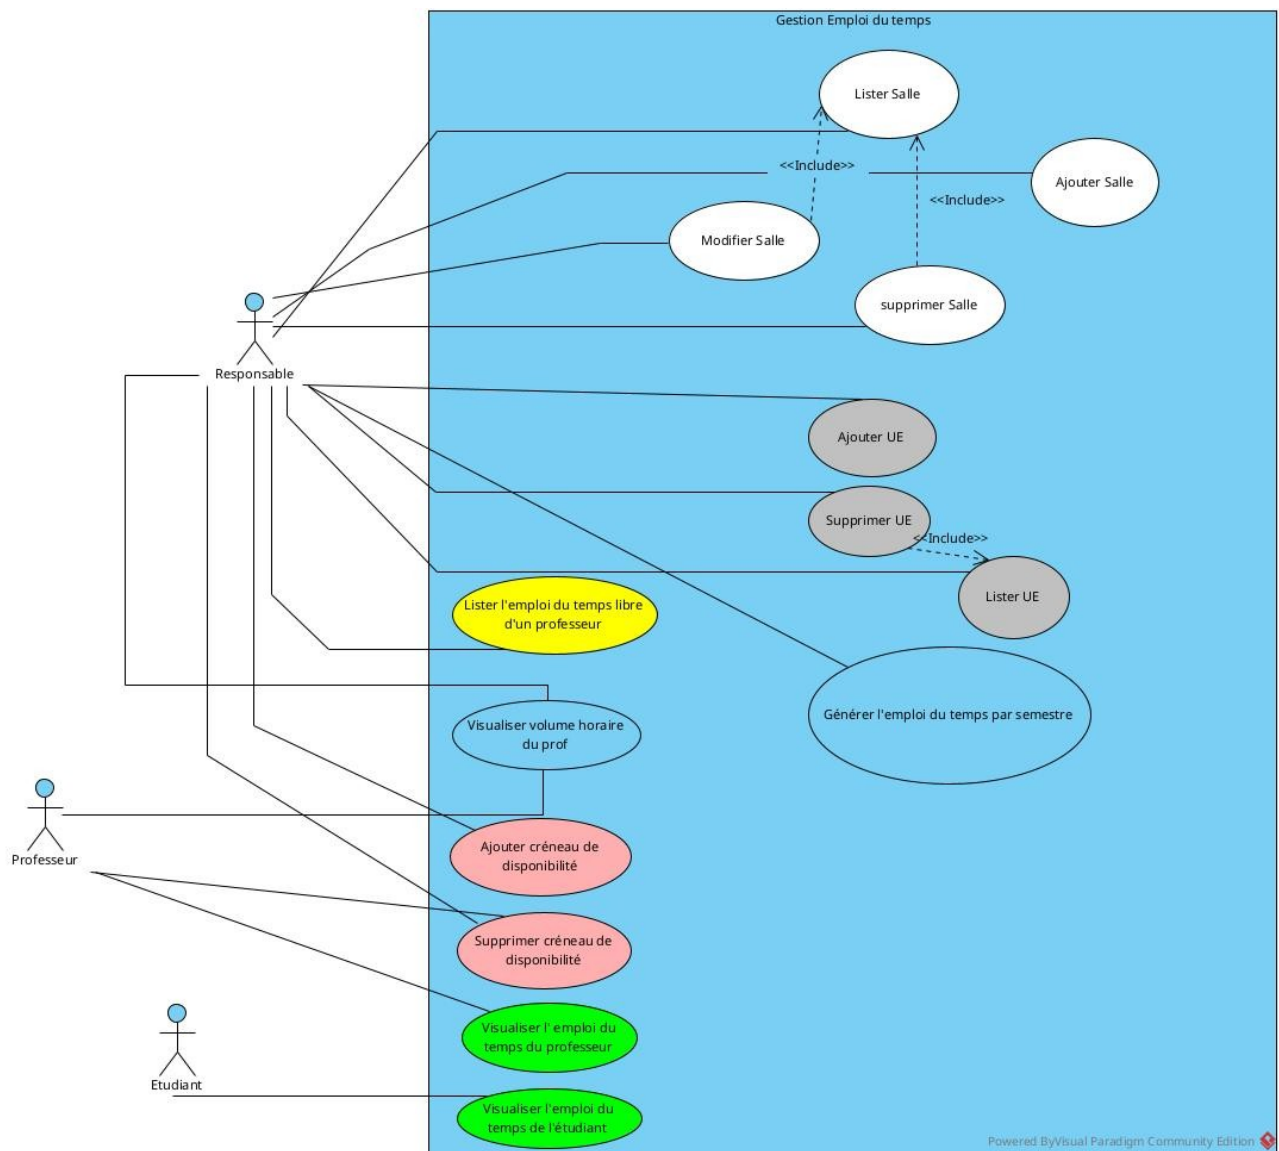 Gestion Emploi du temps
Lister Salle
<<Include>>
Ajouter Salle
<<Include>>
Modifier Salle
supprimer Salle
Responsable
Ajouter UE
Supprimer UE
<<Include>>
Lister UE
Lister l'emploi du temps libre
d'un professeur
Générer l'emploi du temps par semestre
Visualiser volume horaire
du prof
Professeur
Ajouter créneau de
disponibilité
Supprimer créneau de
disponibilité
Visualiser l' emploi du
temps du professeur
Etudiant
Visualiser l'emploi du
temps de l'étudiant
Powered ByVisual Paradigm Community Edition